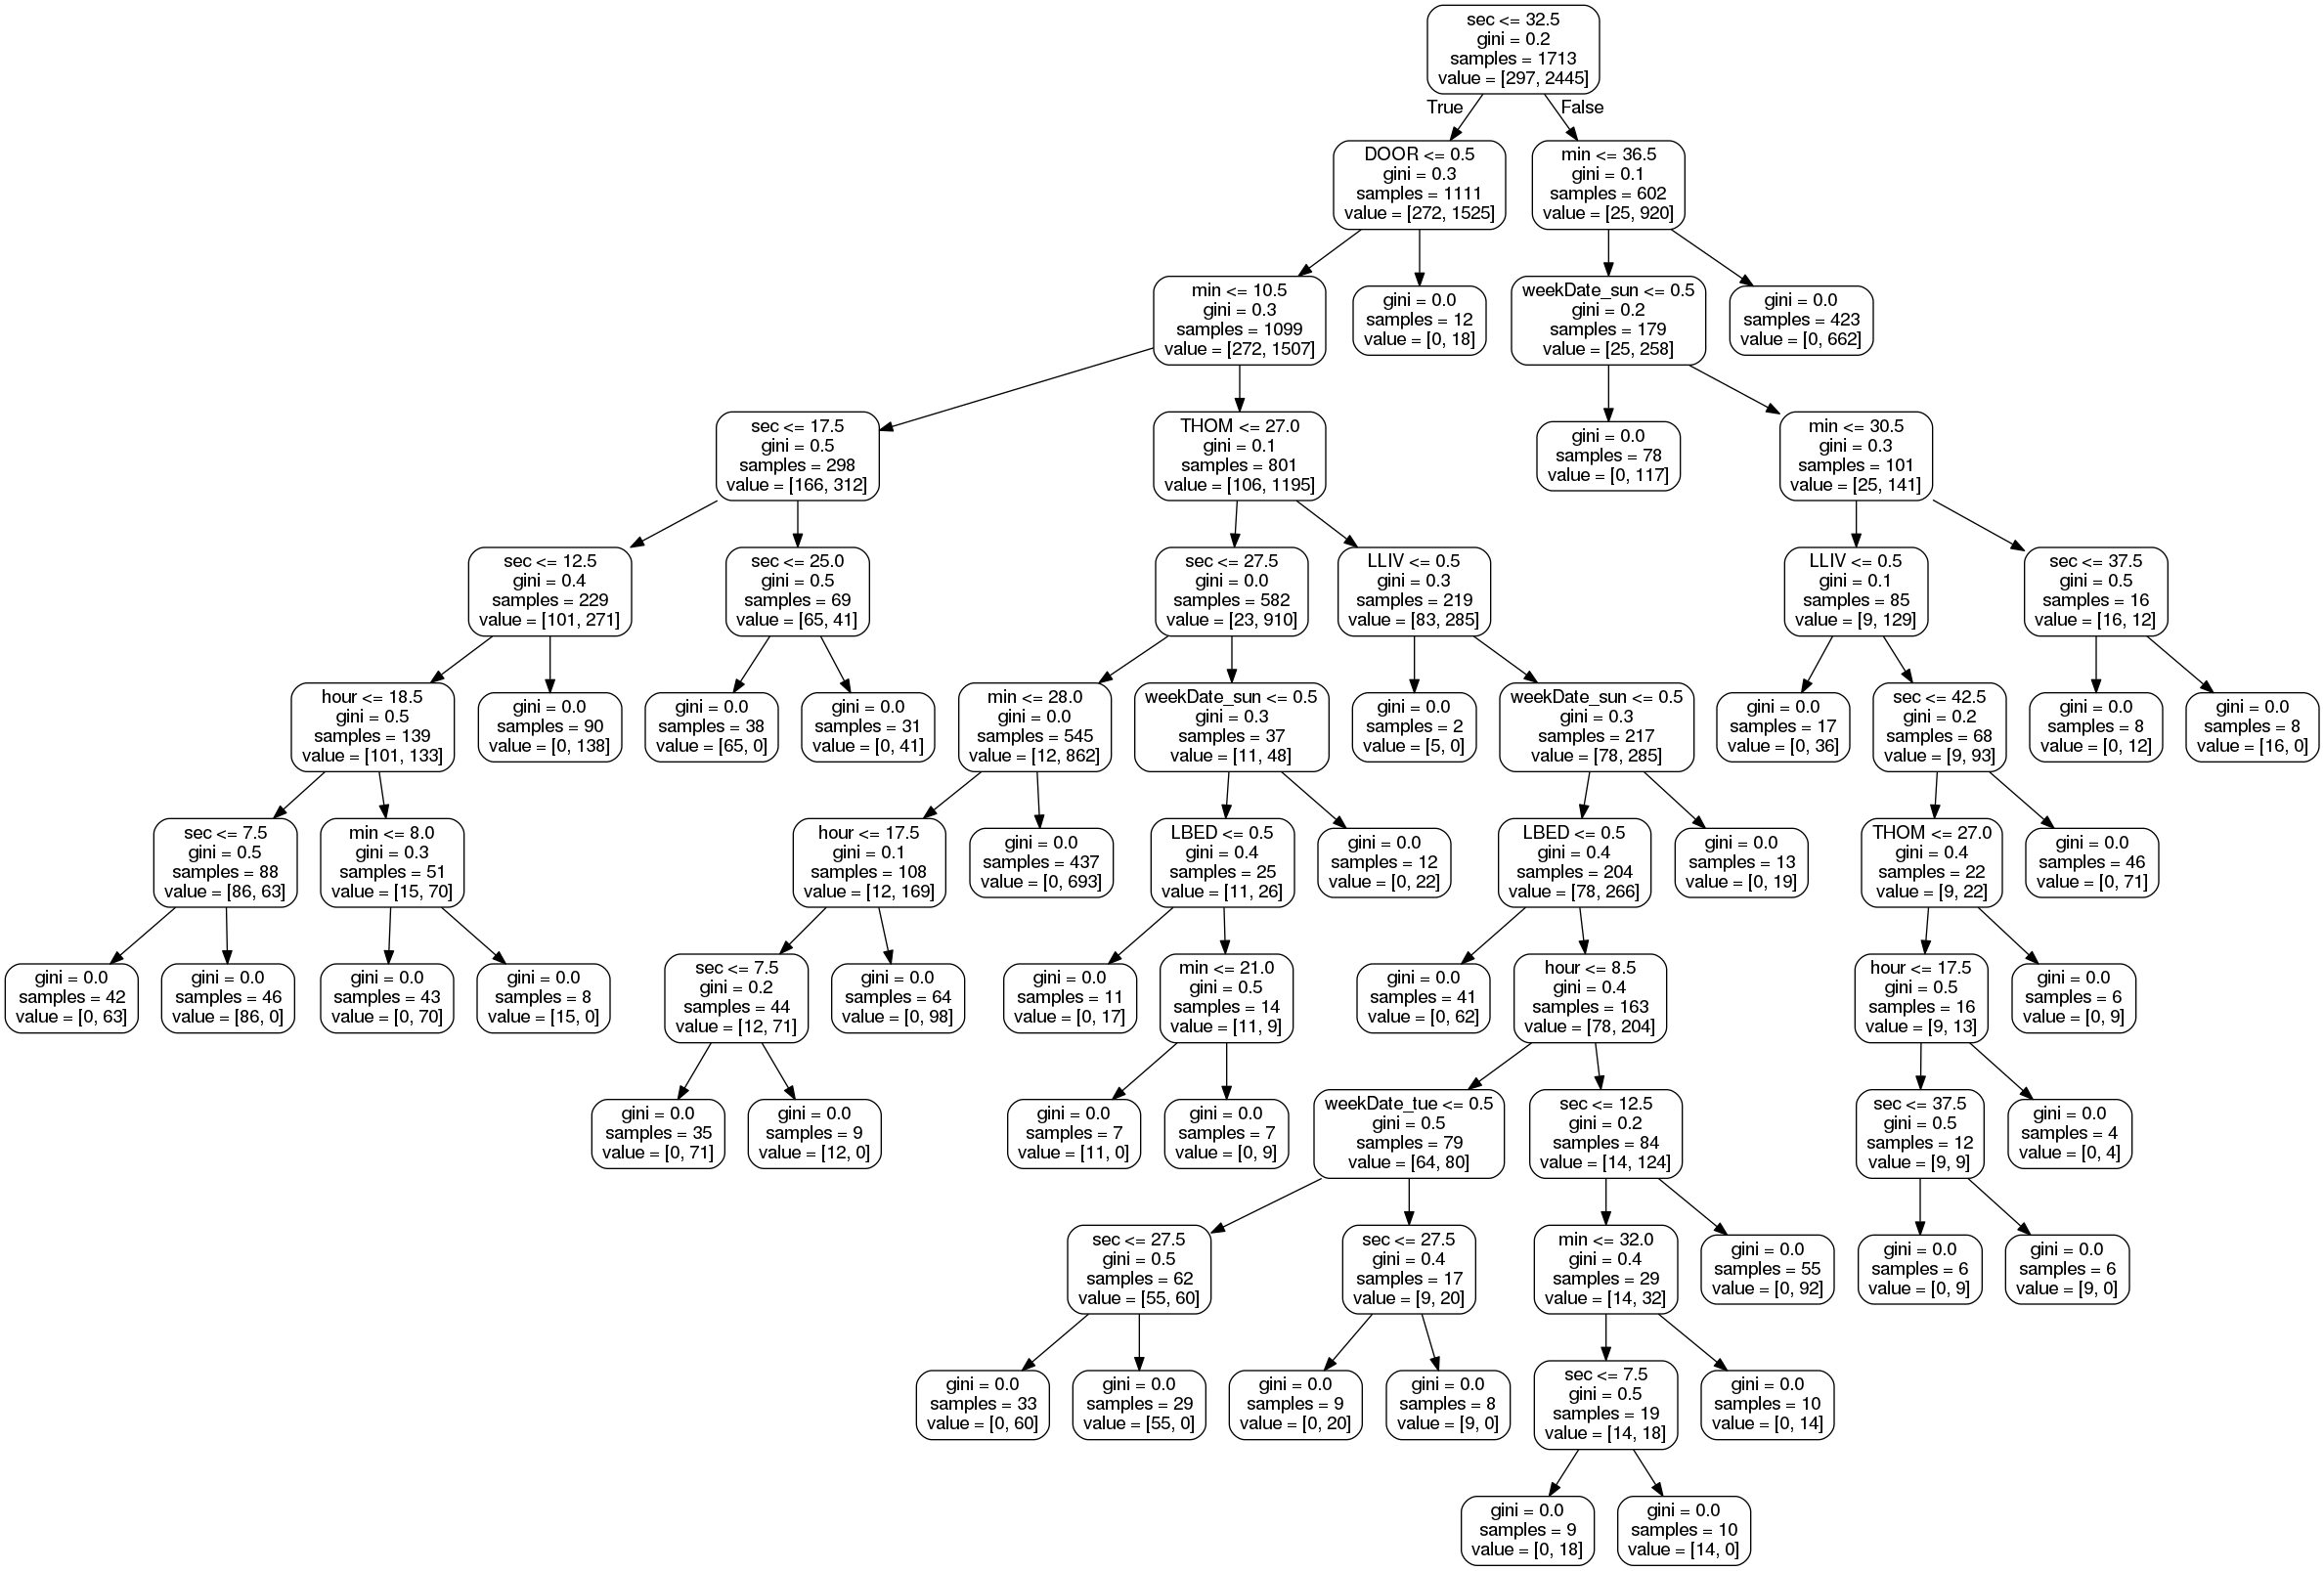 sec <= 32.5
gini = 0.2
samples = 1713
value = [297, 2445]
True
False
DOOR <= 0.5
gini = 0.3
samples = 1111
value = [272, 1525]
min <= 36.5
gini = 0.1
samples = 602
value = [25, 920]
min <= 10.5
gini = 0.3
samples = 1099
value = [272, 1507]
gini = 0.0
samples = 12
value = [0, 18]
weekDate_sun <= 0.5
gini = 0.2
samples = 179
value = [25, 258]
gini = 0.0
samples = 423
value = [0, 662]
sec <= 17.5
gini = 0.5
samples = 298
value = [166, 312]
THOM <= 27.0
gini = 0.1
samples = 801
value = [106, 1195]
gini = 0.0
samples = 78
value = [0, 117]
min <= 30.5
gini = 0.3
samples = 101
value = [25, 141]
sec <= 12.5
gini = 0.4
samples = 229
value = [101, 271]
sec <= 25.0
gini = 0.5
samples = 69
value = [65, 41]
sec <= 27.5
gini = 0.0
samples = 582
value = [23, 910]
LLIV <= 0.5
gini = 0.3
samples = 219
value = [83, 285]
LLIV <= 0.5
gini = 0.1
samples = 85
value = [9, 129]
sec <= 37.5
gini = 0.5
samples = 16
value = [16, 12]
hour <= 18.5
gini = 0.5
samples = 139
value = [101, 133]
gini = 0.0
samples = 90
value = [0, 138]
gini = 0.0
samples = 38
value = [65, 0]
gini = 0.0
samples = 31
value = [0, 41]
min <= 28.0
gini = 0.0
samples = 545
value = [12, 862]
weekDate_sun <= 0.5
gini = 0.3
samples = 37
value = [11, 48]
gini = 0.0
samples = 2
value = [5, 0]
weekDate_sun <= 0.5
gini = 0.3
samples = 217
value = [78, 285]
gini = 0.0
samples = 17
value = [0, 36]
sec <= 42.5
gini = 0.2
samples = 68
value = [9, 93]
gini = 0.0
samples = 8
value = [0, 12]
gini = 0.0
samples = 8
value = [16, 0]
sec <= 7.5
gini = 0.5
samples = 88
value = [86, 63]
min <= 8.0
gini = 0.3
samples = 51
value = [15, 70]
hour <= 17.5
gini = 0.1
samples = 108
value = [12, 169]
gini = 0.0
samples = 437
value = [0, 693]
LBED <= 0.5
gini = 0.4
samples = 25
value = [11, 26]
gini = 0.0
samples = 12
value = [0, 22]
LBED <= 0.5
gini = 0.4
samples = 204
value = [78, 266]
gini = 0.0
samples = 13
value = [0, 19]
THOM <= 27.0
gini = 0.4
samples = 22
value = [9, 22]
gini = 0.0
samples = 46
value = [0, 71]
gini = 0.0
samples = 42
value = [0, 63]
gini = 0.0
samples = 46
value = [86, 0]
gini = 0.0
samples = 43
value = [0, 70]
gini = 0.0
samples = 8
value = [15, 0]
sec <= 7.5
gini = 0.2
samples = 44
value = [12, 71]
gini = 0.0
samples = 64
value = [0, 98]
gini = 0.0
samples = 11
value = [0, 17]
min <= 21.0
gini = 0.5
samples = 14
value = [11, 9]
gini = 0.0
samples = 41
value = [0, 62]
hour <= 8.5
gini = 0.4
samples = 163
value = [78, 204]
hour <= 17.5
gini = 0.5
samples = 16
value = [9, 13]
gini = 0.0
samples = 6
value = [0, 9]
gini = 0.0
samples = 35
value = [0, 71]
gini = 0.0
samples = 9
value = [12, 0]
gini = 0.0
samples = 7
value = [11, 0]
gini = 0.0
samples = 7
value = [0, 9]
weekDate_tue <= 0.5
gini = 0.5
samples = 79
value = [64, 80]
sec <= 12.5
gini = 0.2
samples = 84
value = [14, 124]
sec <= 37.5
gini = 0.5
samples = 12
value = [9, 9]
gini = 0.0
samples = 4
value = [0, 4]
sec <= 27.5
gini = 0.5
samples = 62
value = [55, 60]
sec <= 27.5
gini = 0.4
samples = 17
value = [9, 20]
min <= 32.0
gini = 0.4
samples = 29
value = [14, 32]
gini = 0.0
samples = 55
value = [0, 92]
gini = 0.0
samples = 6
value = [0, 9]
gini = 0.0
samples = 6
value = [9, 0]
gini = 0.0
samples = 33
value = [0, 60]
gini = 0.0
samples = 29
value = [55, 0]
gini = 0.0
samples = 9
value = [0, 20]
gini = 0.0
samples = 8
value = [9, 0]
sec <= 7.5
gini = 0.5
samples = 19
value = [14, 18]
gini = 0.0
samples = 10
value = [0, 14]
gini = 0.0
samples = 9
value = [0, 18]
gini = 0.0
samples = 10
value = [14, 0]